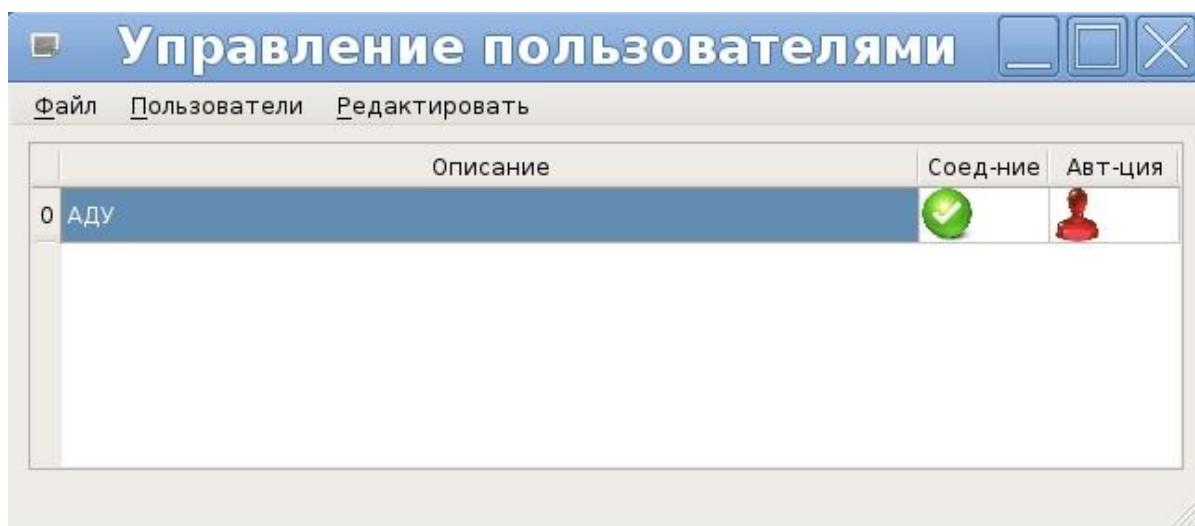 Управление пользователями
Файл Пользователи Редактировать
Описание Соед-ние Авт-ция
0 АДУ